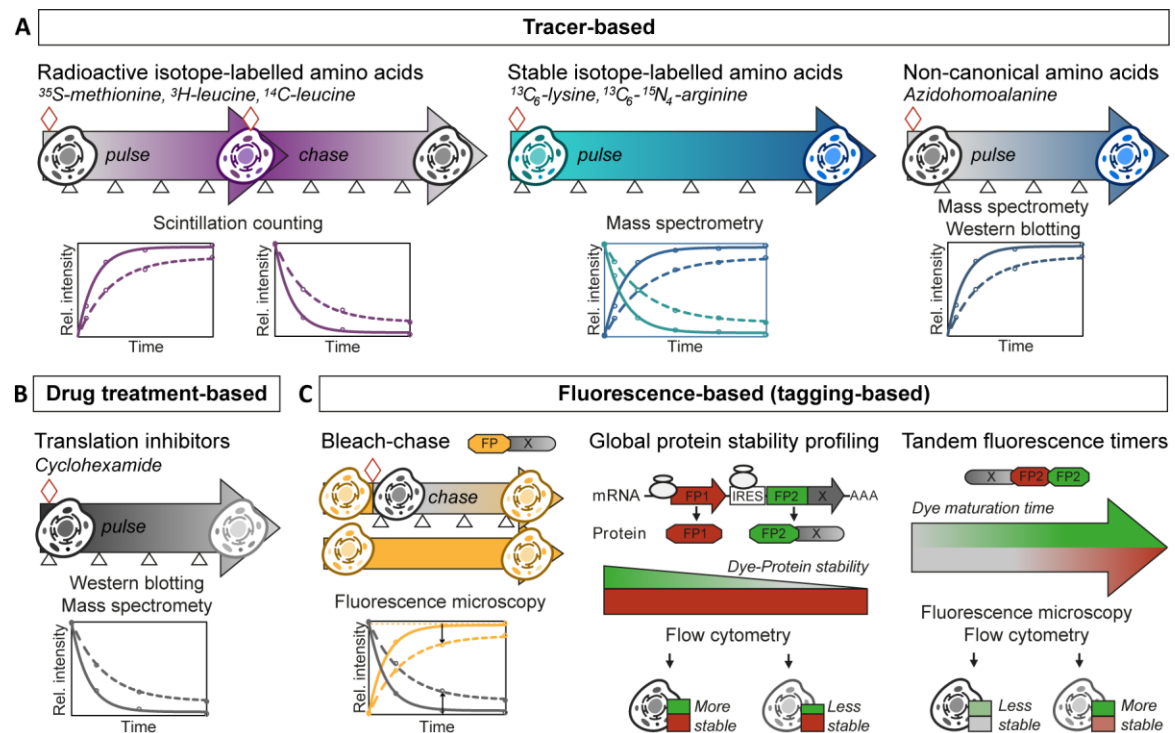 A
Tracer-based
Radioactive isotope-labelled amino acids
³⁵S-methionine, ³H-leucine, ¹⁴C-leucine
pulse
chase
Scintillation counting
Rel. intensity
Time
Rel. intensity
Time
Stable isotope-labelled amino acids
¹³C₆-lysine, ¹³C₆-¹⁵N₄-arginine
pulse
Mass spectrometry
Rel. intensity
Time
Non-canonical amino acids
Azidohomoalanine
pulse
Mass spectromety
Western blotting
Rel. intensity
Time
B
Drug treatment-based
Translation inhibitors
Cyclohexamide
pulse
Western blotting
Mass spectromety
Rel. intensity
Time
C
Fluorescence-based (tagging-based)
Bleach-chase
FP X
chase
Fluorescence microscopy
Rel. intensity
Time
Global protein stability profiling
mRNA FP1 IRES FP2 X AAA
Protein FP1 FP2 X
Dye-Protein stability
Flow cytometry
More
stable
Less
stable
Tandem fluorescence timers
X FP2 FP2
Dye maturation time
Fluorescence microscopy
Flow cytometry
Less
stable
More
stable